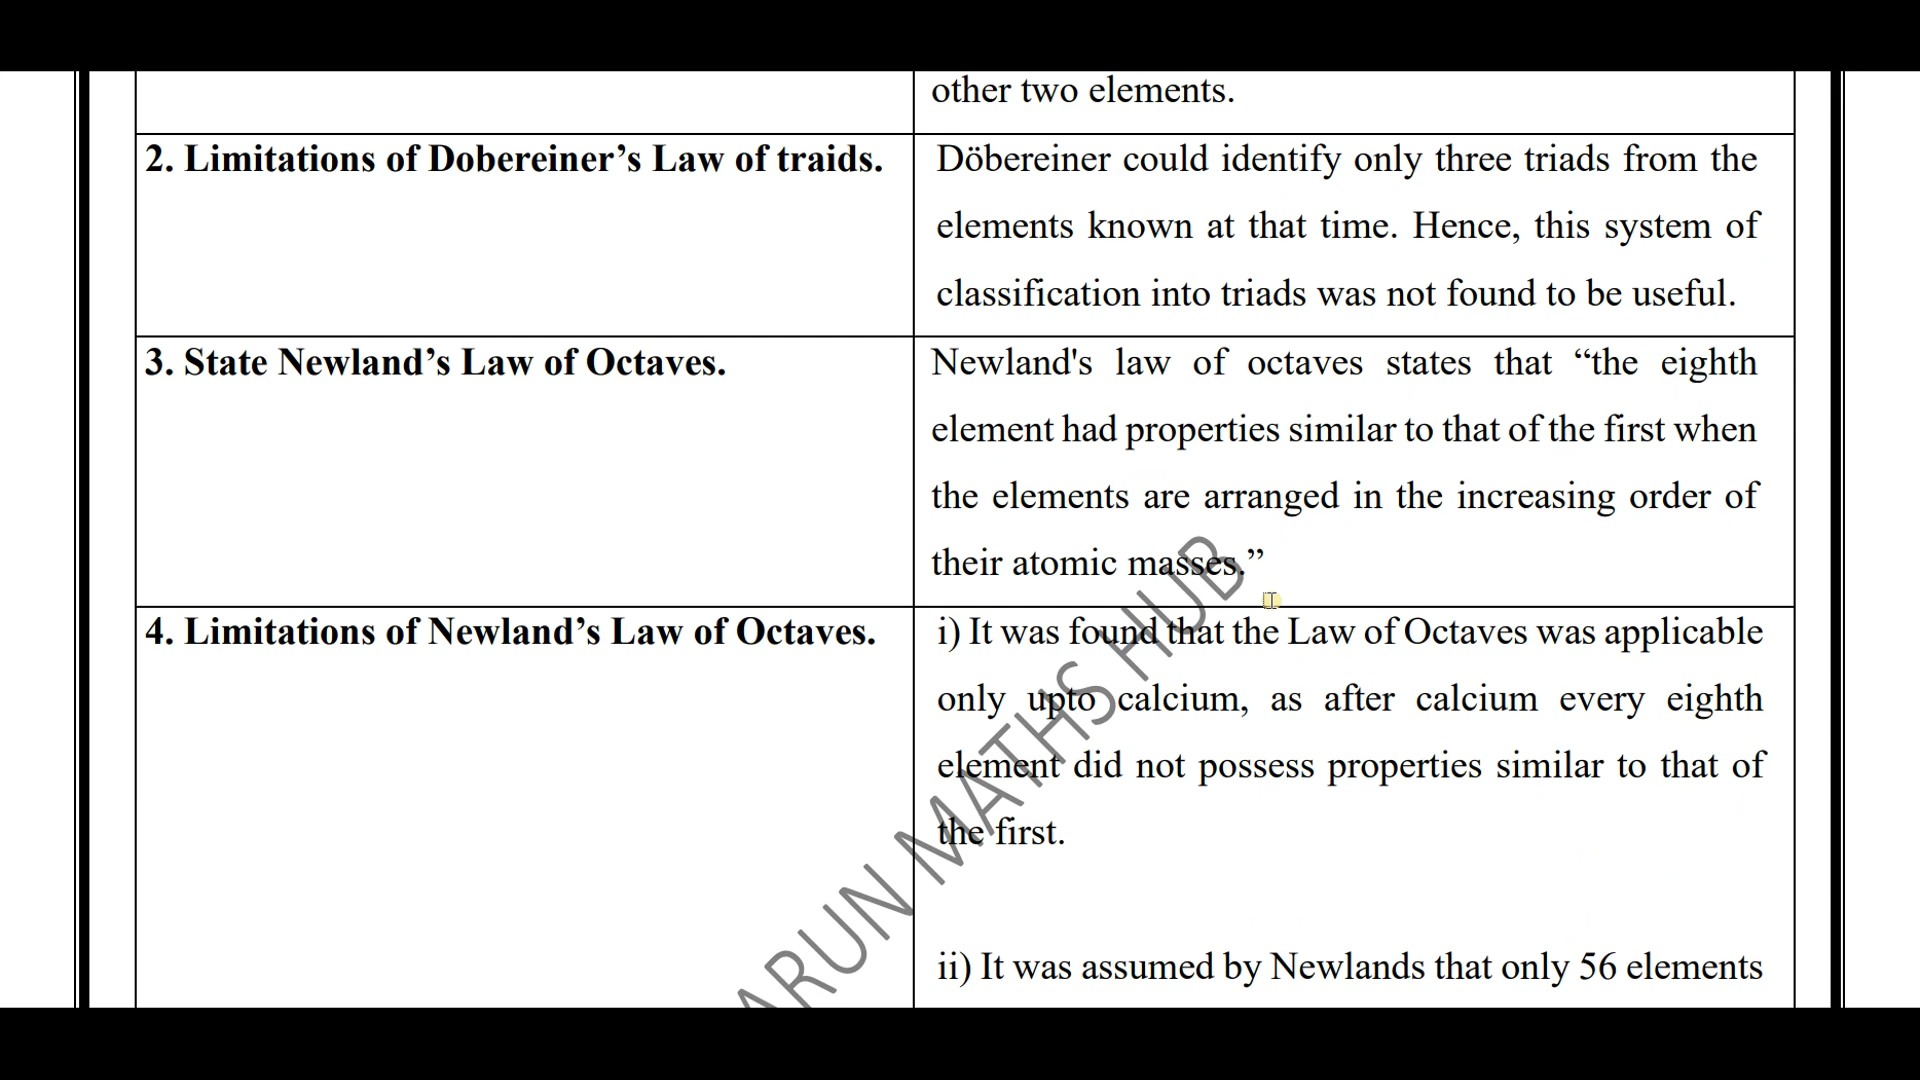 other two elements.
2. Limitations of Dobereiner’s Law of traids.
Döbereiner could identify only three triads from the
elements known at that time. Hence, this system of
classification into triads was not found to be useful.
3. State Newland’s Law of Octaves.
Newland's law of octaves states that “the eighth
element had properties similar to that of the first when
the elements are arranged in the increasing order of
their atomic masses.”
4. Limitations of Newland’s Law of Octaves.
i) It was found that the Law of Octaves was applicable
only upto calcium, as after calcium every eighth
element did not possess properties similar to that of
the first.
ii) It was assumed by Newlands that only 56 elements
ARUN MATHS HUB